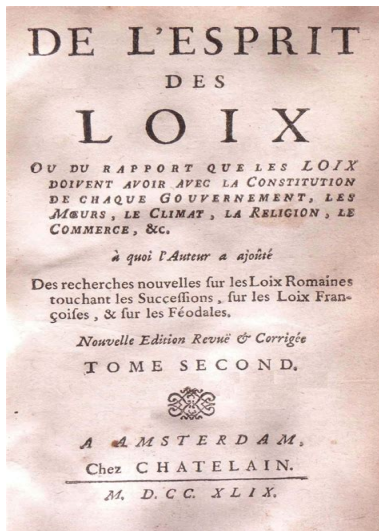 DE L'ESPRIT
DES
LOIX
OU DU RAPPORT QUE LES LOIX
DOIVENT AVOIR AVEC LA CONSTITUTION
DE CHAQUE GOUVERNEMENT, LES
MŒURS, LE CLIMAT, LA RELIGION, LE
COMMERCE, &c.
à quoi l'Auteur a ajoûté
Des recherches nouvelles sur les Loix Romaines
touchant les Successions, sur les Loix Fran-
çoises, & sur les Féodales.
Nouvelle Edition Revuë & Corrigée
TOME SECOND.
A AMSTERDAM,
Chez CHATELAIN.
M. D. CC. XLIX.